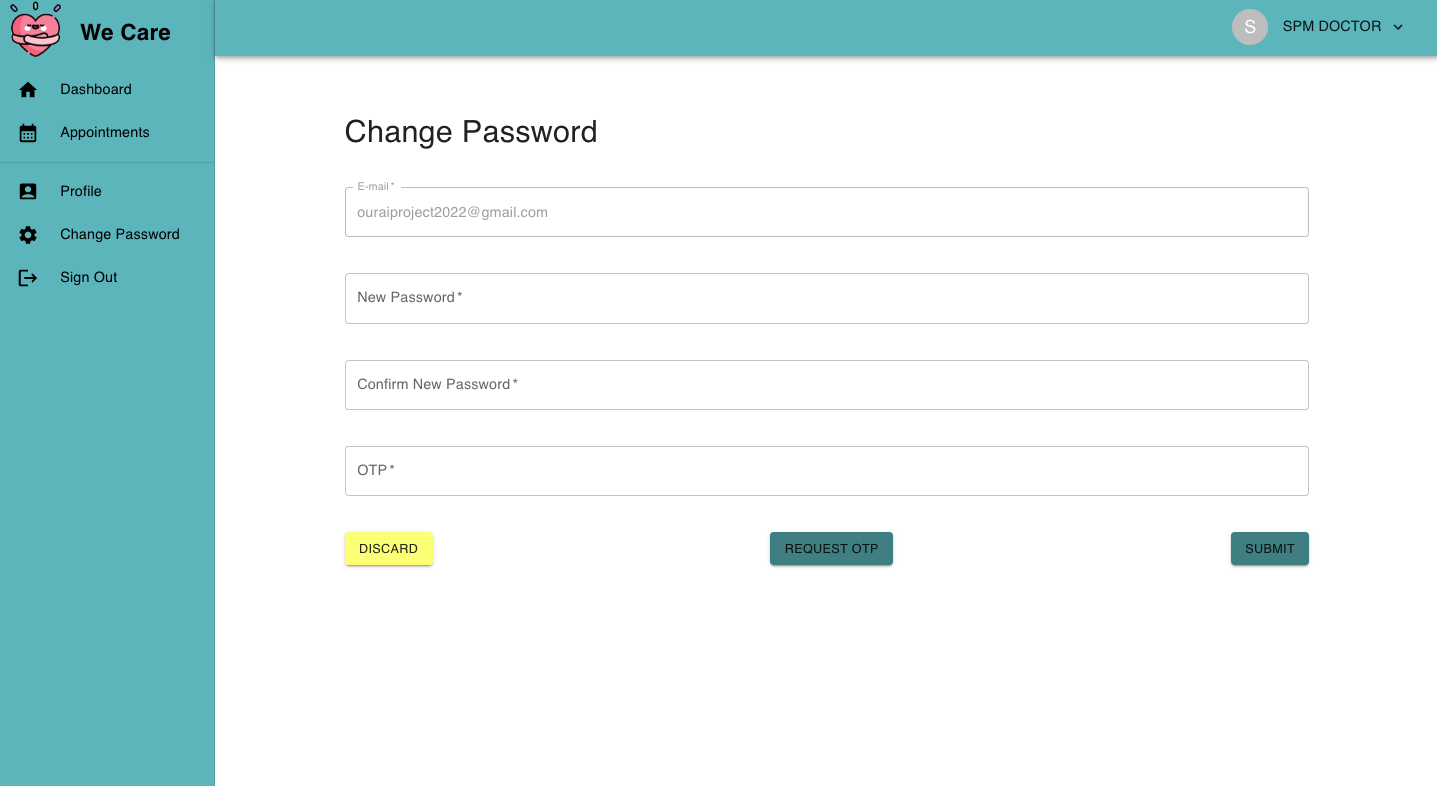 We Care
S
SPM DOCTOR
Dashboard
Appointments
Profile
Change Password
Sign Out
Change Password
E-mail *
ouraiproject2022@gmail.com
New Password *
Confirm New Password *
OTP *
DISCARD
REQUEST OTP
SUBMIT